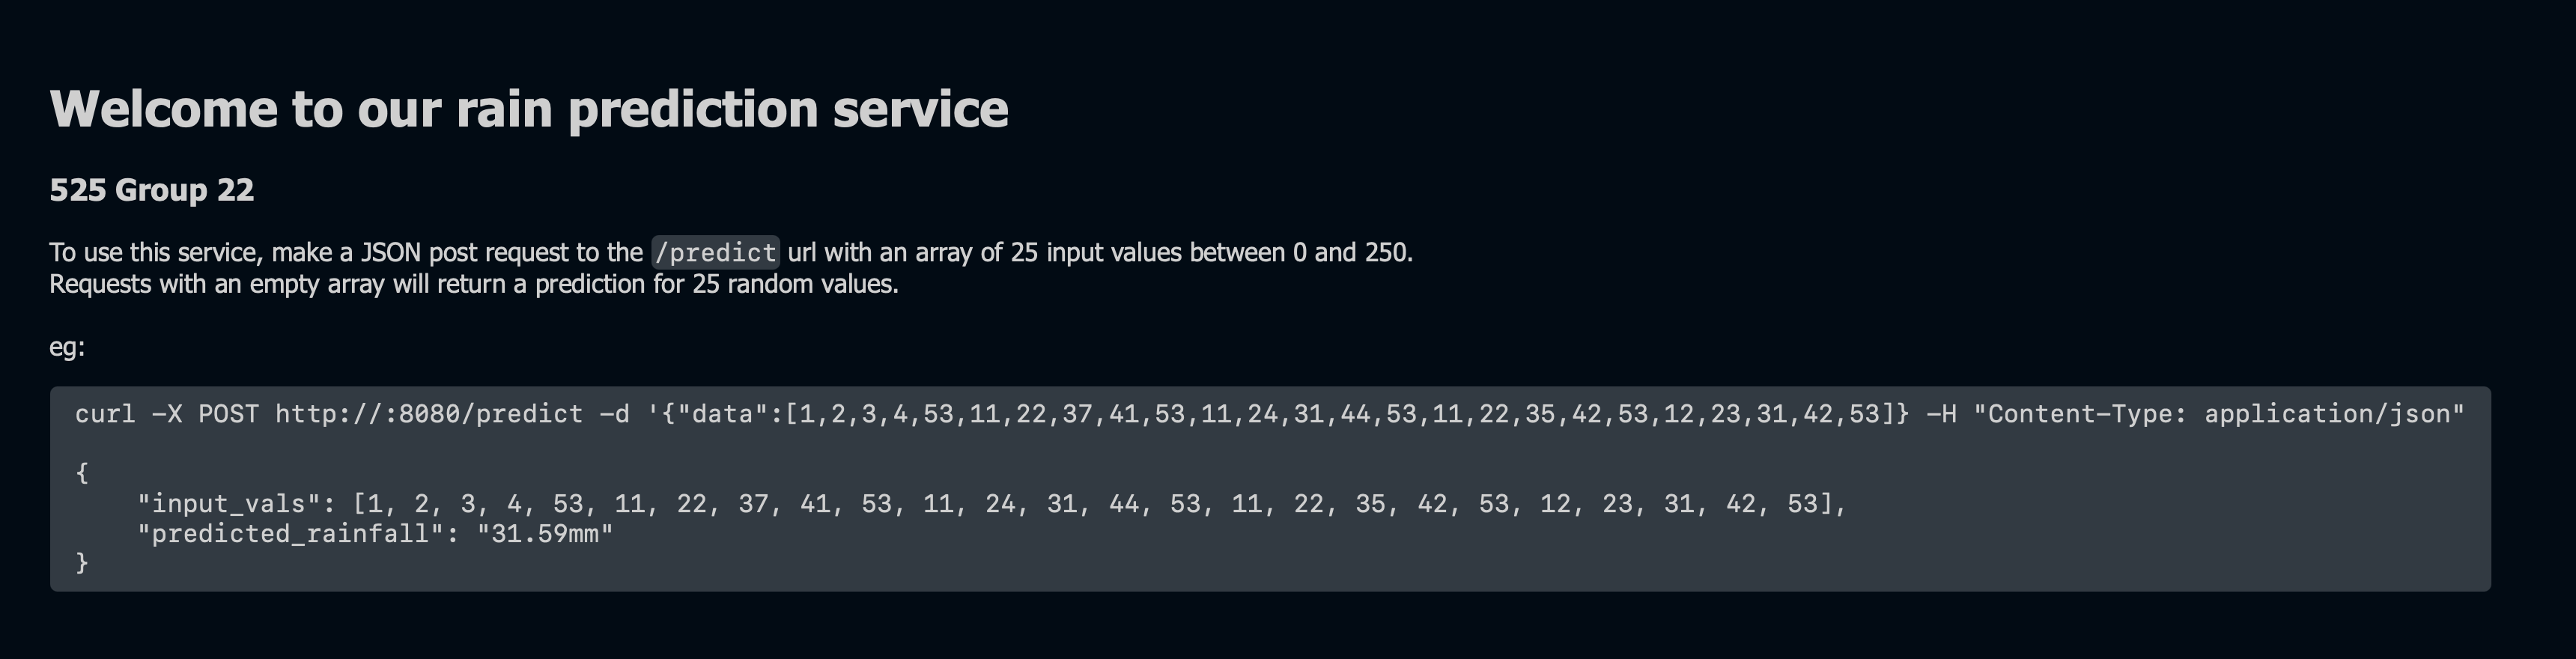 Welcome to our rain prediction service
525 Group 22
To use this service, make a JSON post request to the /predict url with an array of 25 input values between 0 and 250.
Requests with an empty array will return a prediction for 25 random values.
eg:
curl -X POST http://:8080/predict -d '{"data":[1,2,3,4,53,11,22,37,41,53,11,24,31,44,53,11,22,35,42,53,12,23,31,42,53]} -H "Content-Type: application/json"
{
    "input_vals": [1, 2, 3, 4, 53, 11, 22, 37, 41, 53, 11, 24, 31, 44, 53, 11, 22, 35, 42, 53, 12, 23, 31, 42, 53],
    "predicted_rainfall": "31.59mm"
}